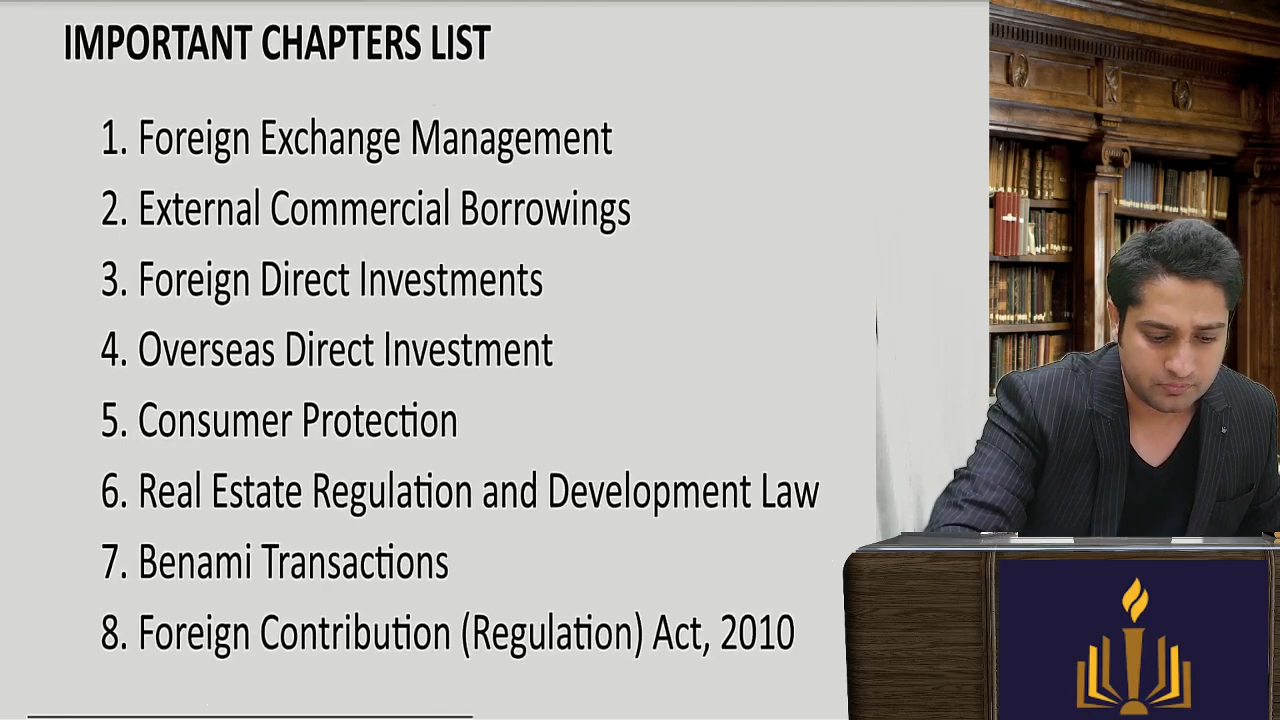 IMPORTANT CHAPTERS LIST
1. Foreign Exchange Management
2. External Commercial Borrowings
3. Foreign Direct Investments
4. Overseas Direct Investment
5. Consumer Protection
6. Real Estate Regulation and Development Law
7. Benami Transactions
8. Foreign Contribution (Regulation) Act, 2010